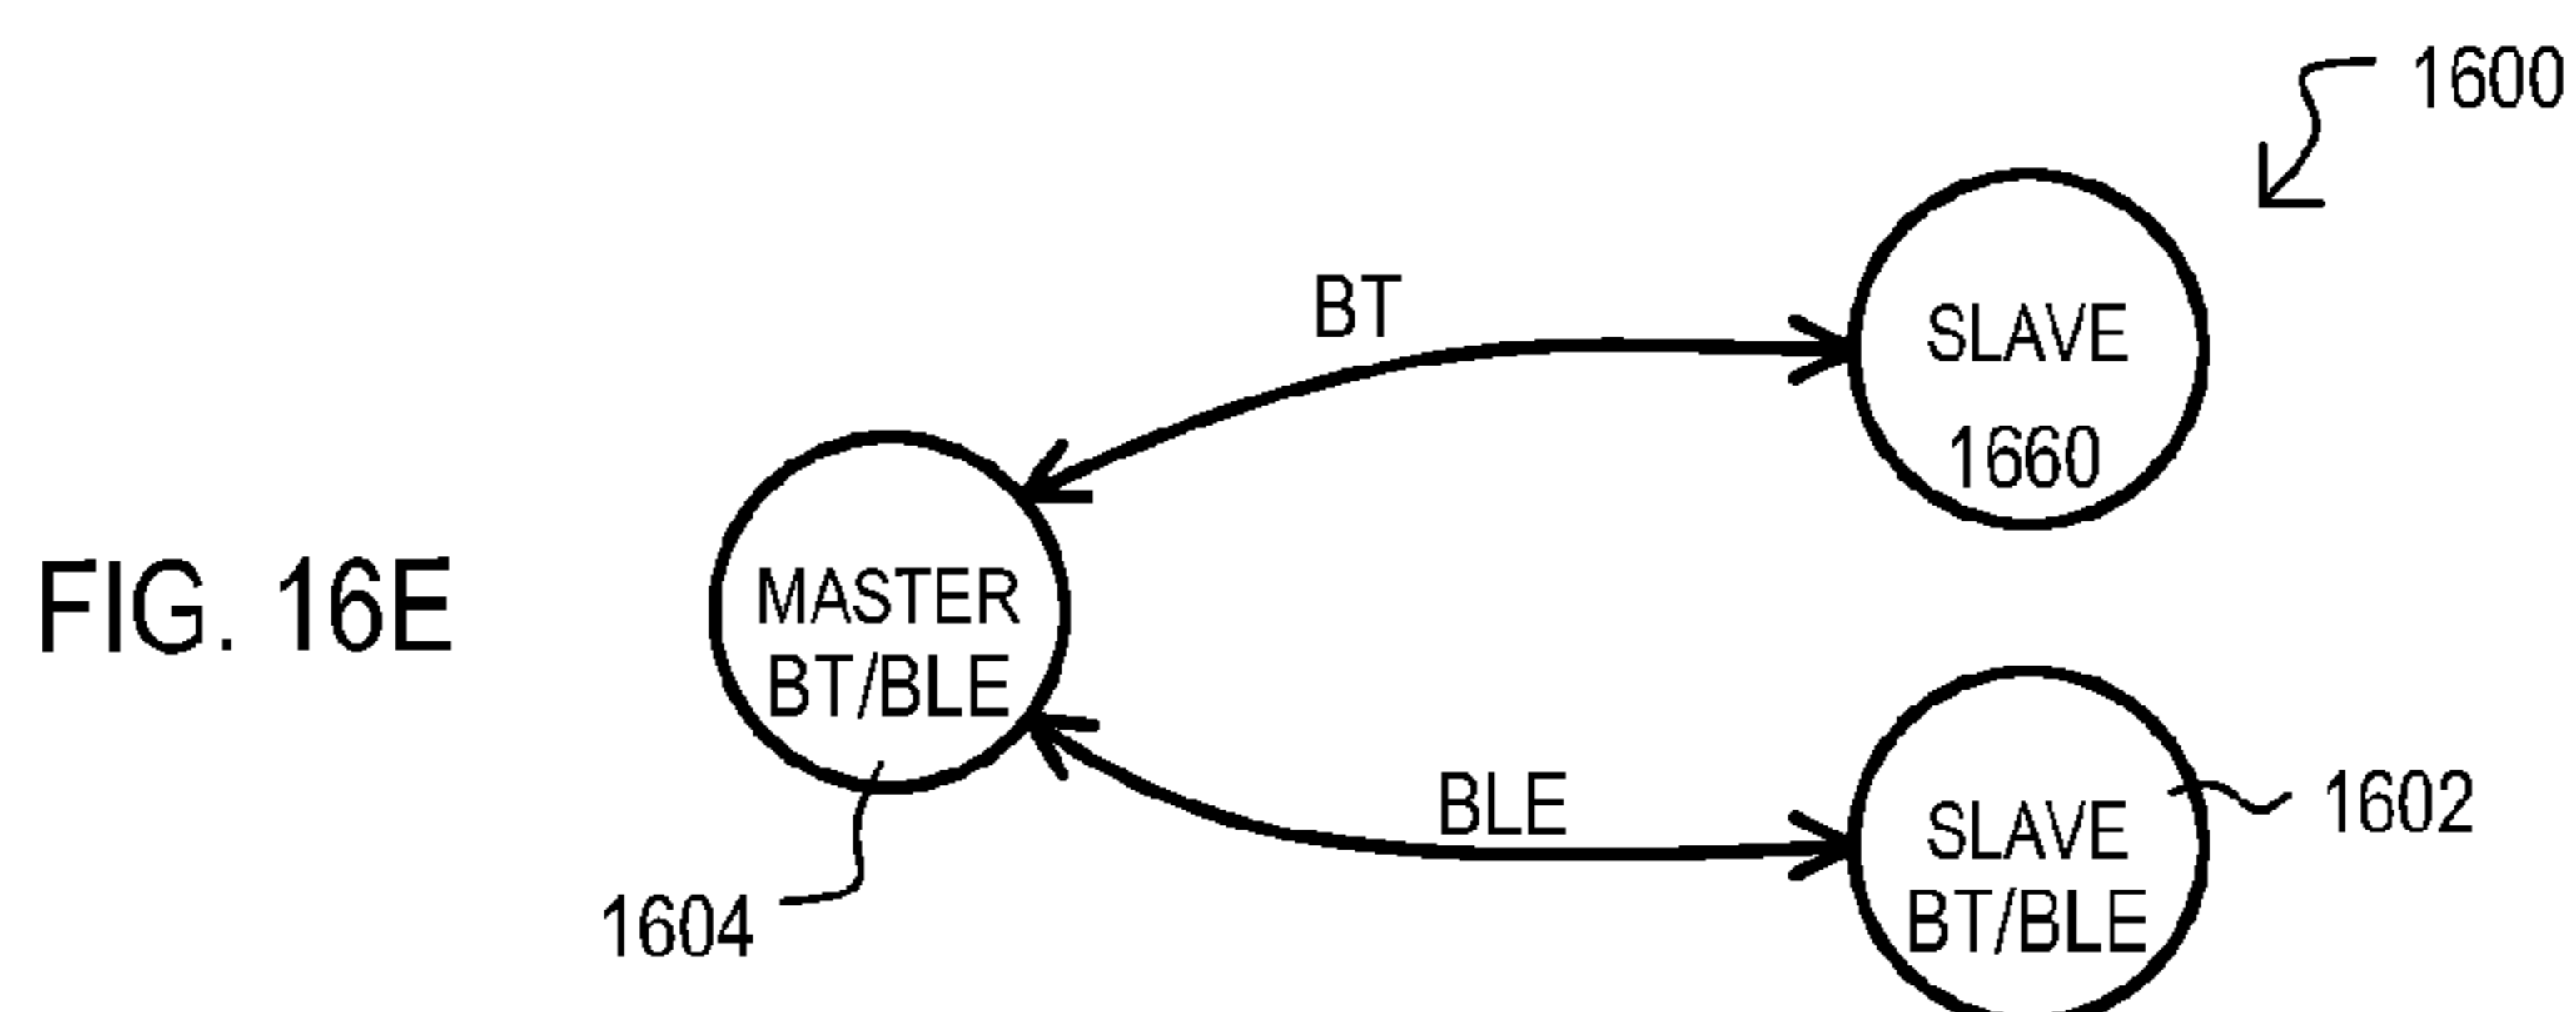 1600
BT
SLAVE
1660
FIG. 16E
MASTER
BT/BLE
BLE
1602
SLAVE
BT/BLE
1604